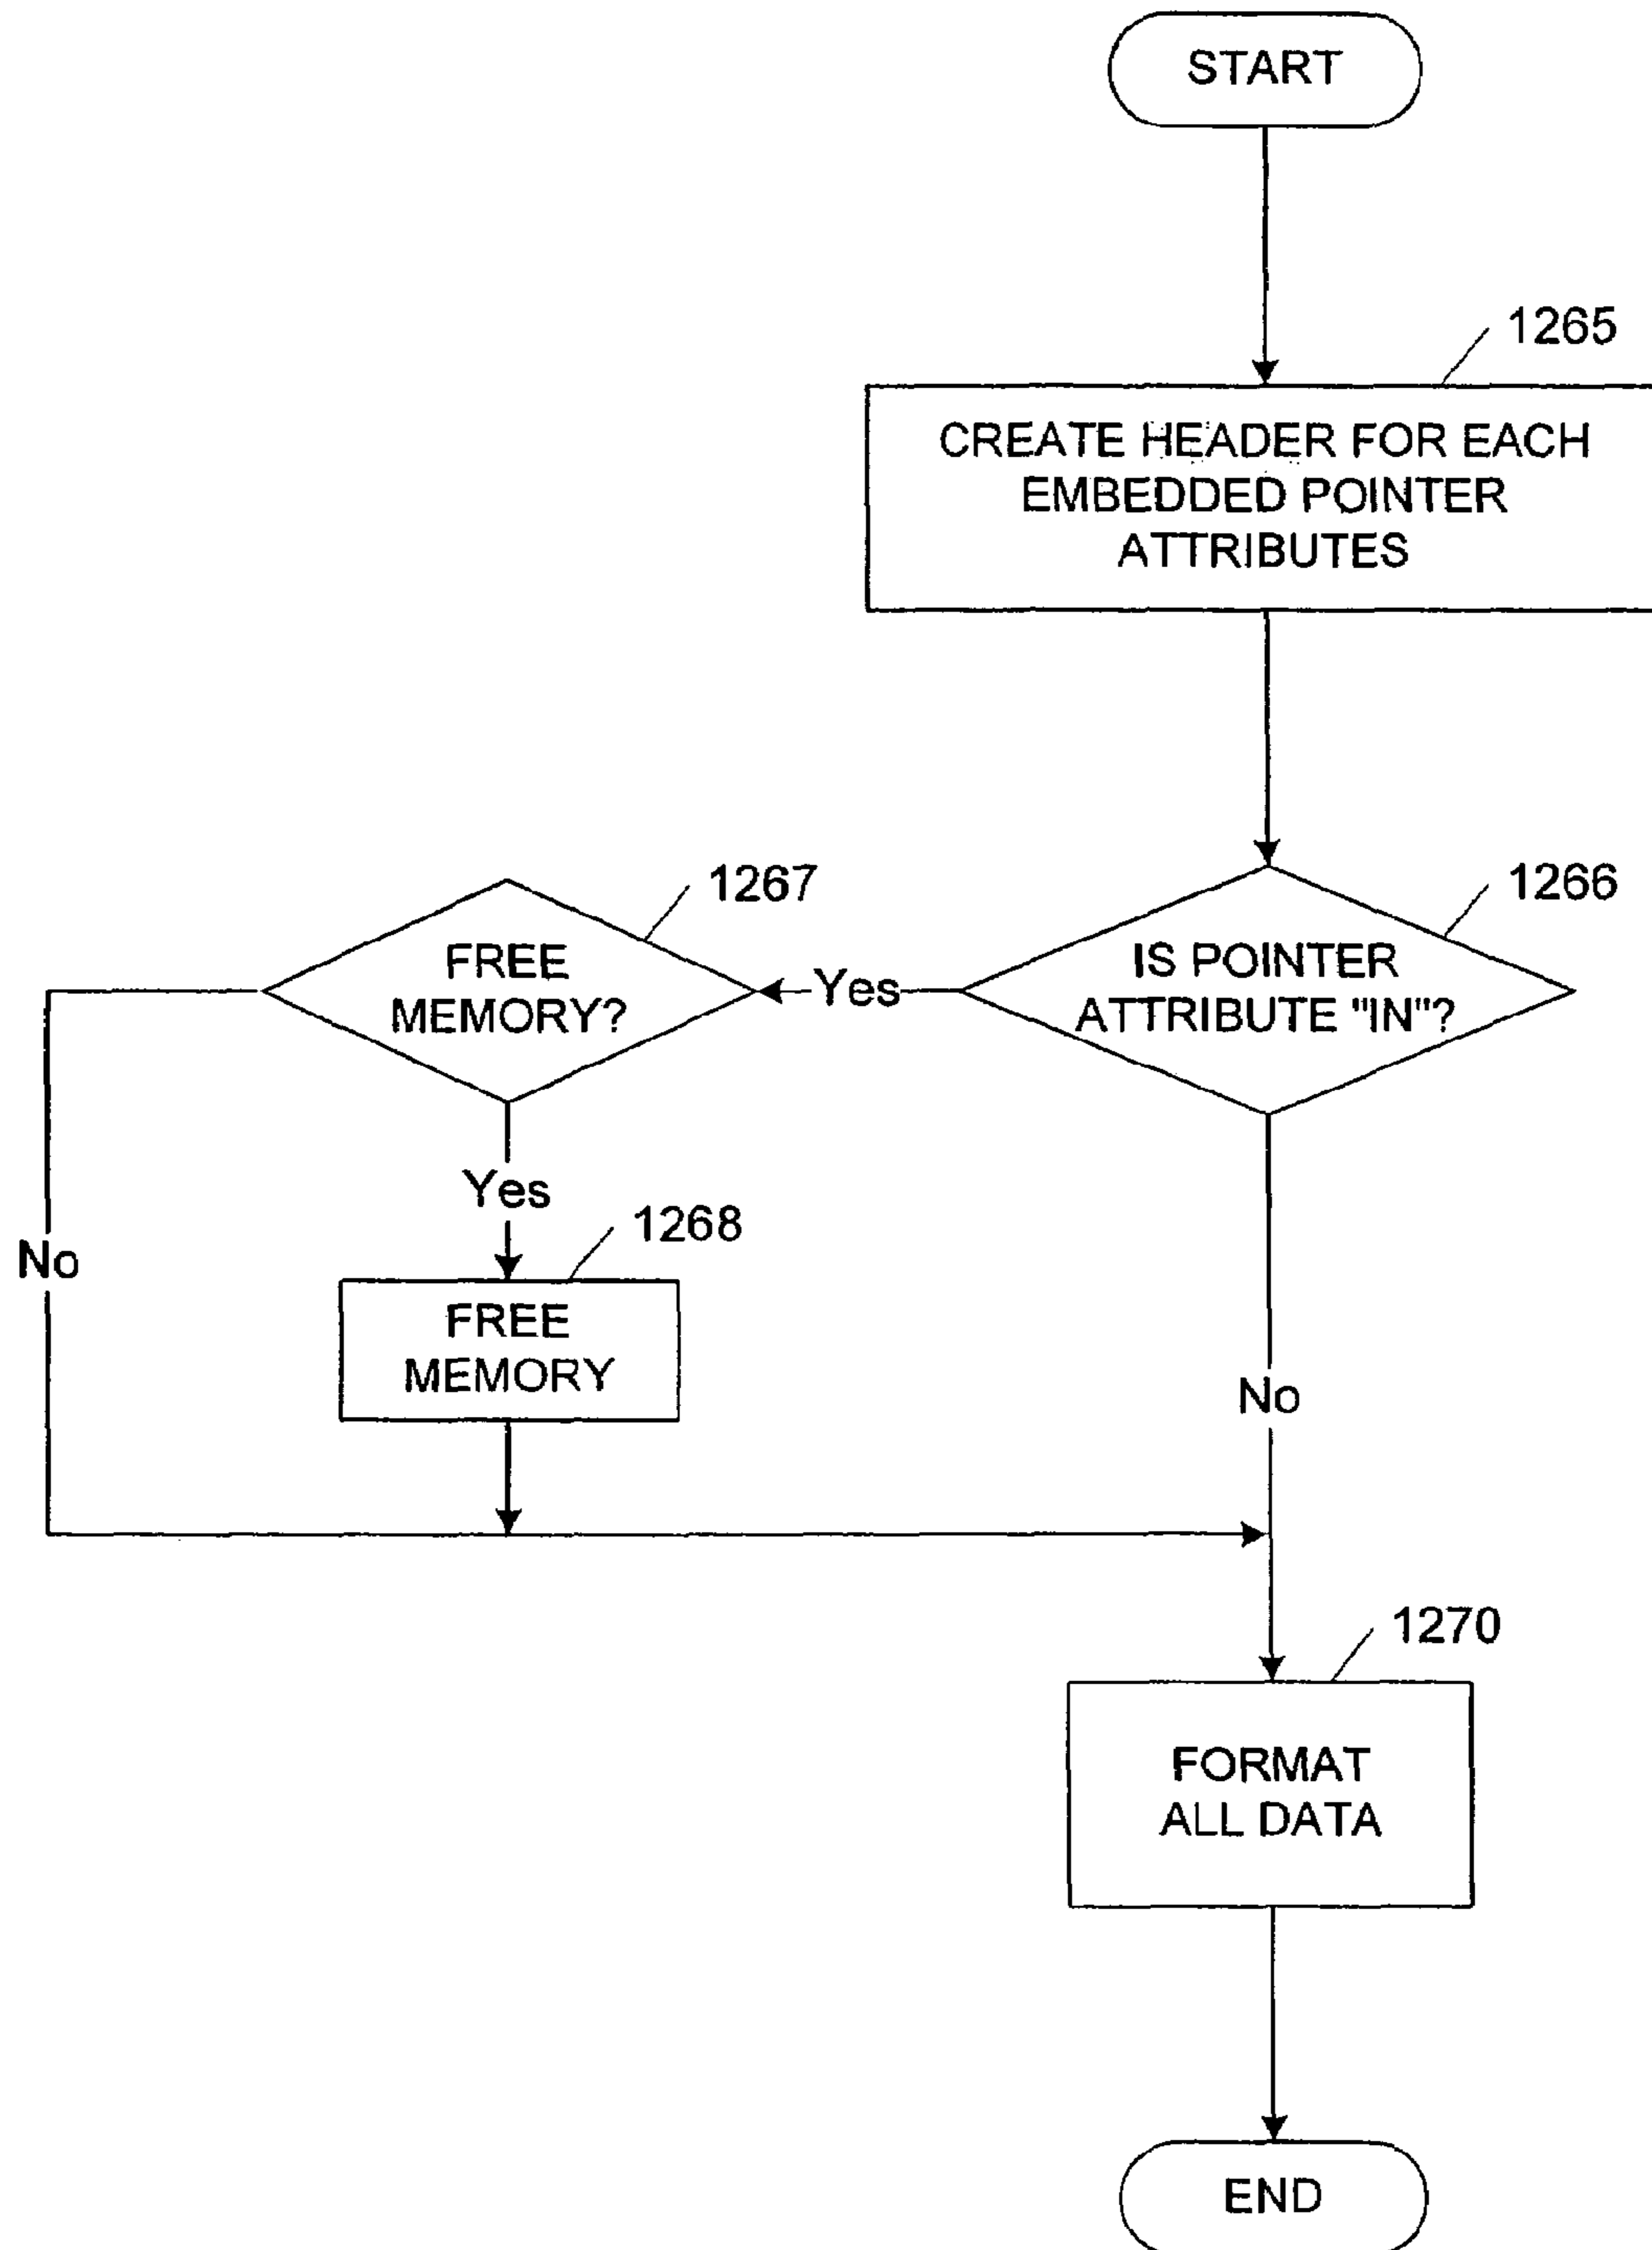 START
1265
CREATE HEADER FOR EACH
EMBEDDED POINTER
ATTRIBUTES
1267
1266
FREE
MEMORY?
Yes
IS POINTER
ATTRIBUTE "IN"?
Yes
1268
No
FREE
MEMORY
No
1270
FORMAT
ALL DATA
END